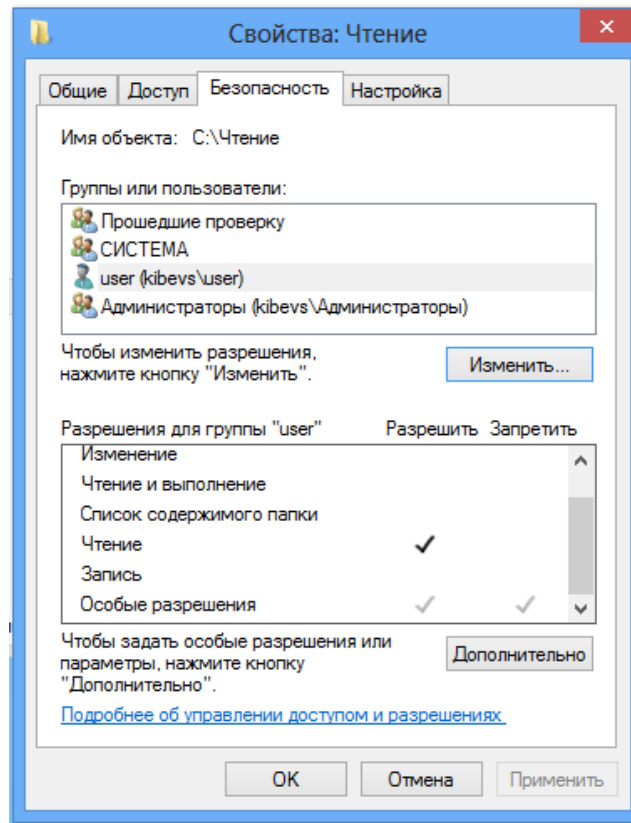 Свойства: Чтение
Общие Доступ Безопасность Настройка
Имя объекта: C:\Чтение
Группы или пользователи:
Прошедшие проверку
СИСТЕМА
user (kibevs\user)
Администраторы (kibevs\Администраторы)
Чтобы изменить разрешения,
нажмите кнопку "Изменить".
Изменить...
Разрешения для группы "user" Разрешить Запретить
Изменение
Чтение и выполнение
Список содержимого папки
Чтение
Запись
Особые разрешения
Чтобы задать особые разрешения или
параметры, нажмите кнопку
"Дополнительно".
Дополнительно
Подробнее об управлении доступом и разрешениях
ОК Отмена Применить